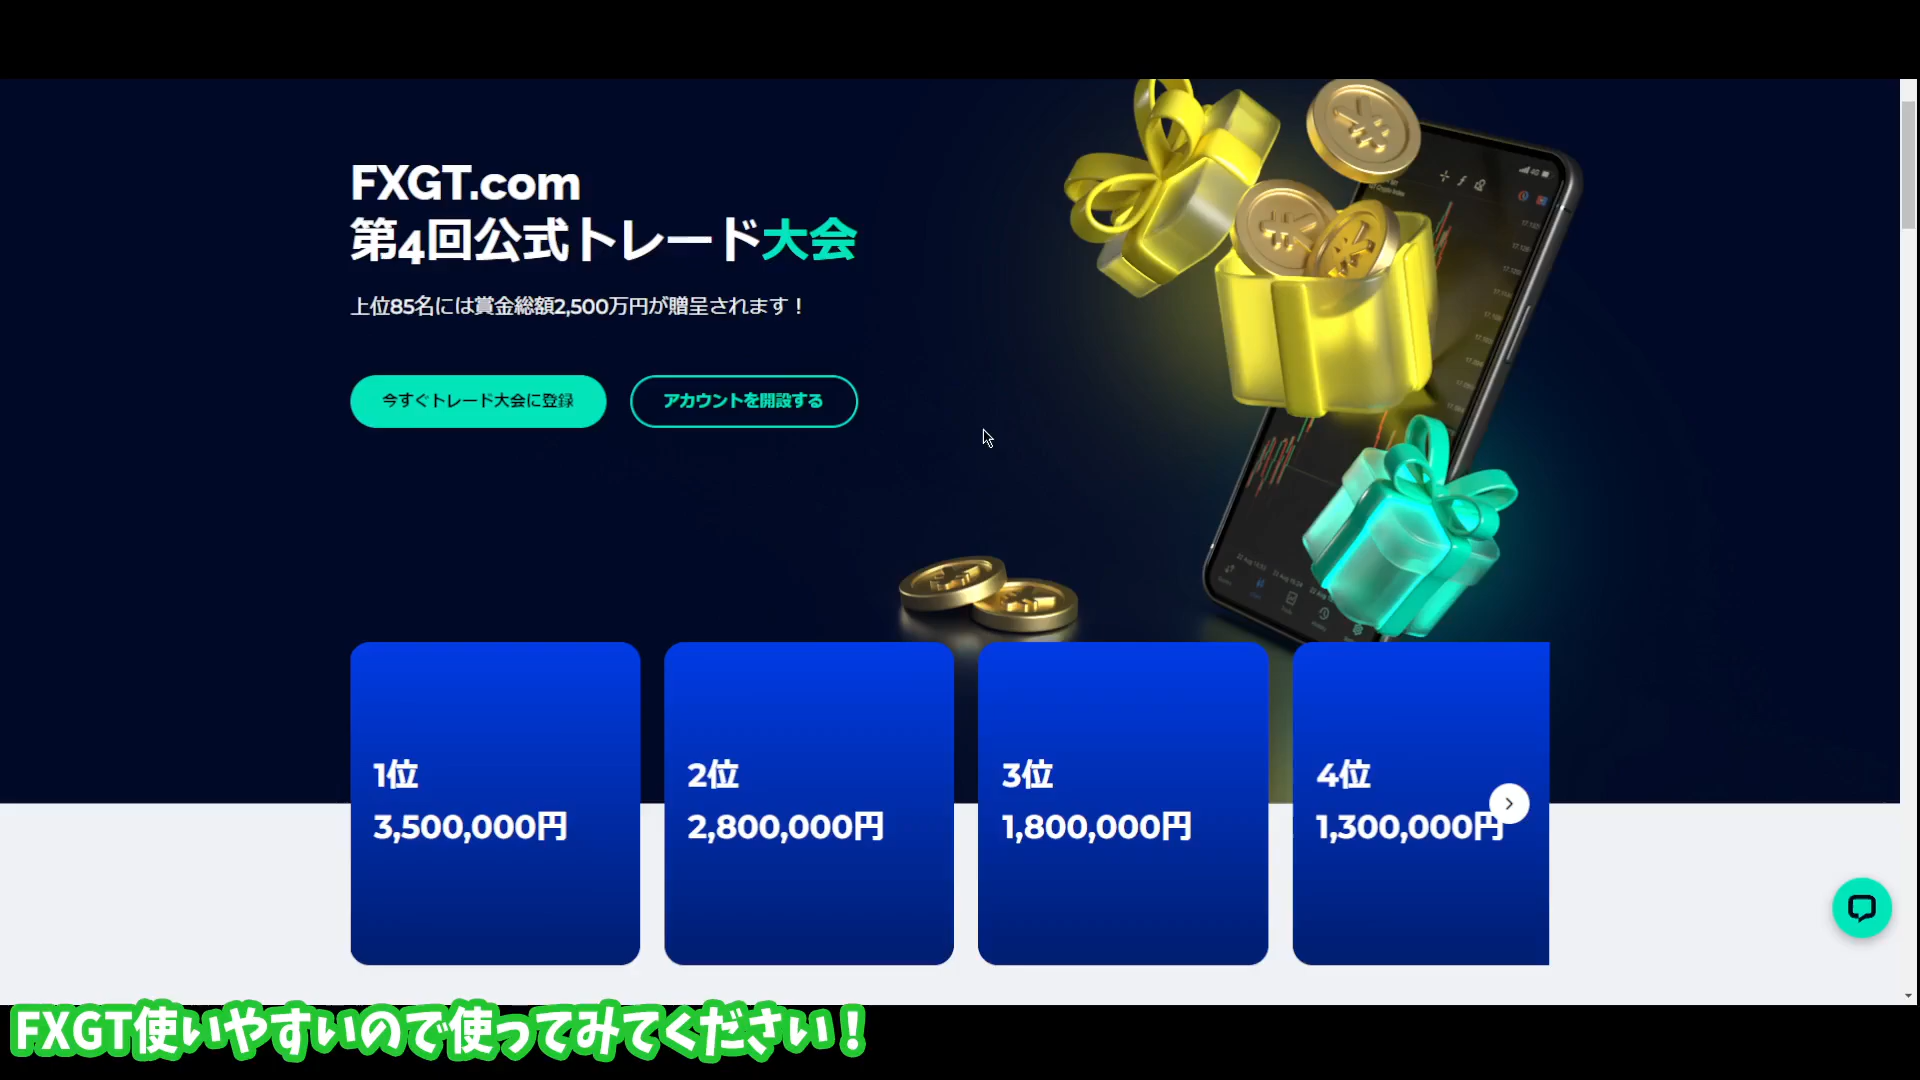 FXGT.com
第4回公式トレード大会
上位85名には賞金総額2,500万円が贈呈されます！
今すぐトレード大会に登録
アカウントを開設する
1位
3,500,000円
2位
2,800,000円
3位
1,800,000円
4位
1,300,000円
FXGT使いやすいので使ってみてください！